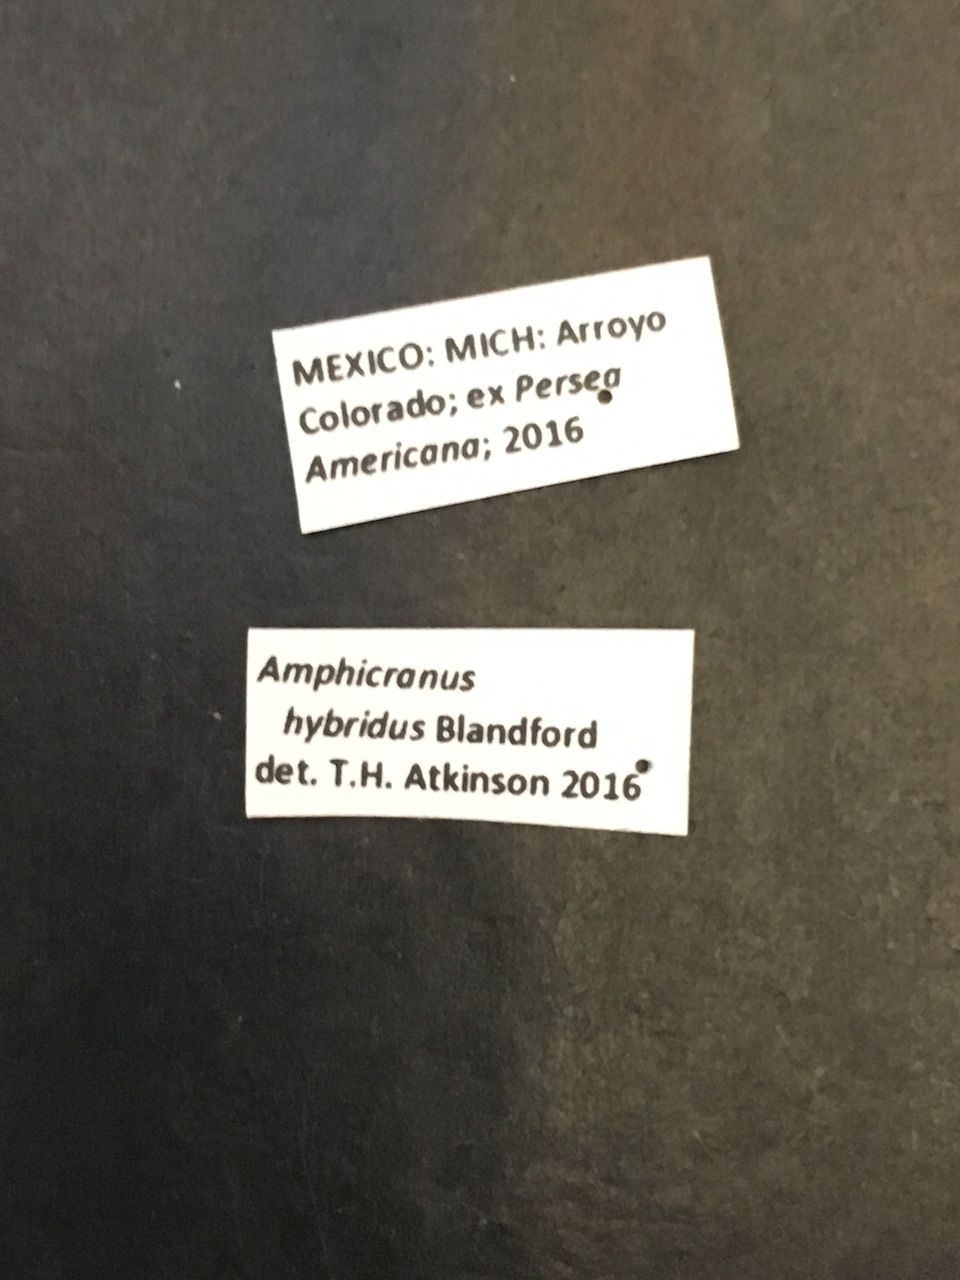 MEXICO: MICH: Arroyo
Colorado; ex Persea
Americana; 2016
Amphicranus
hybridus Blandford
det. T.H. Atkinson 2016